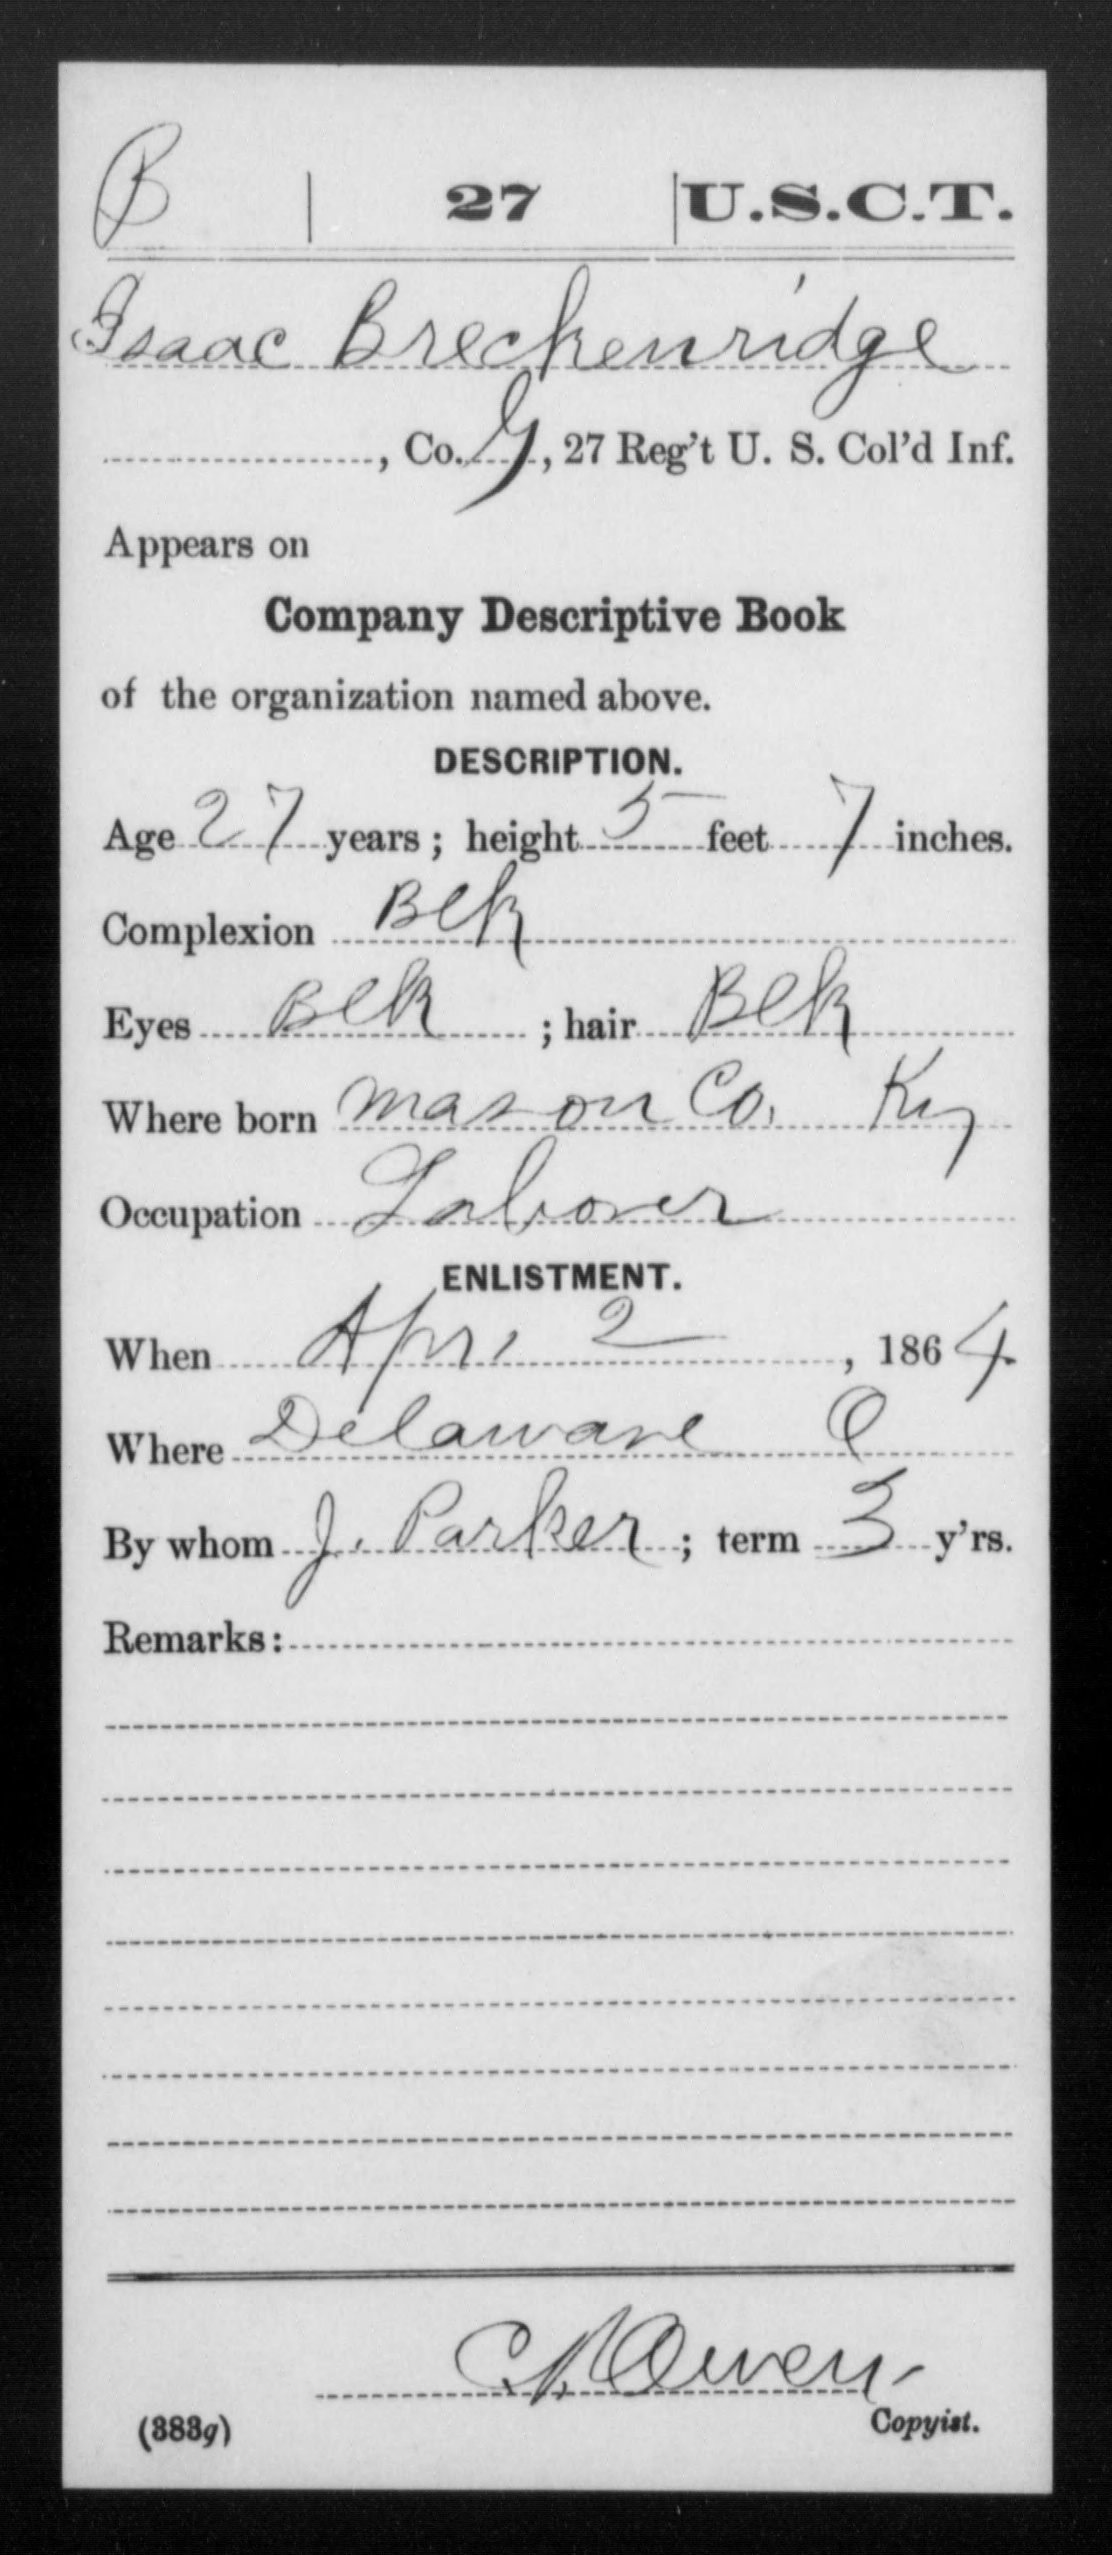 B | 27 | U.S.C.T.
Isaac Breckenridge
, Co. G, 27 Reg't U. S. Col'd Inf.
Appears on
Company Descriptive Book
of the organization named above.
DESCRIPTION.
Age 27 years; height 5 feet 7 inches.
Complexion Blk
Eyes Blk; hair Blk
Where born Mason Co. Ky
Occupation Laborer
ENLISTMENT.
When Apri 2, 1864.
Where Delaware O
By whom J. Parker; term 3 y'rs.
Remarks:
Owen
(383g) Copyist.